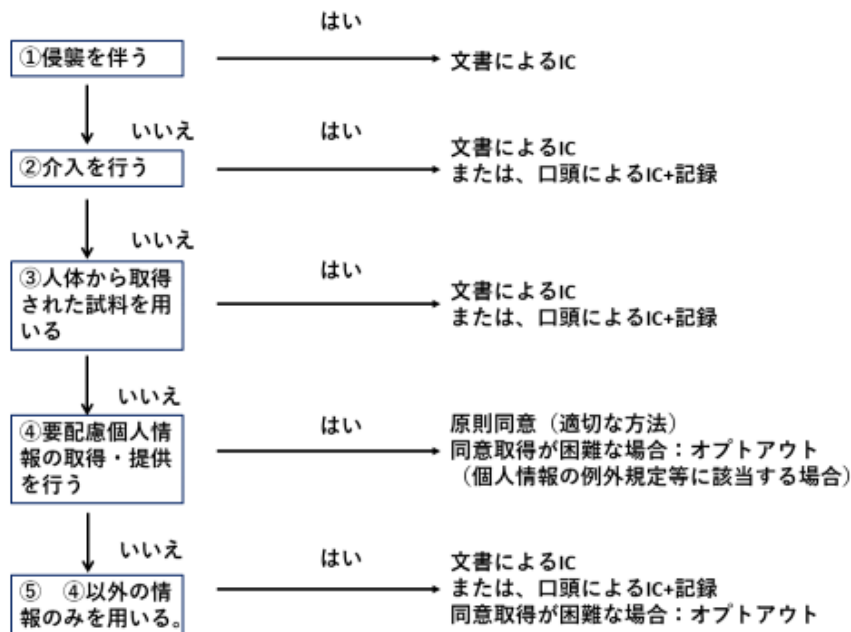 はい
①侵襲を伴う
文書によるIC
いいえ
はい
②介入を行う
文書によるIC
または、口頭によるIC+記録
いいえ
はい
③人体から取得
された試料を用
いる
文書によるIC
または、口頭によるIC+記録
いいえ
はい
④要配慮個人情
報の取得・提供
を行う
原則同意（適切な方法）
同意取得が困難な場合：オプトアウト
（個人情報の例外規定等に該当する場合）
いいえ
はい
⑤　④以外の情
報のみを用いる。
文書によるIC
または、口頭によるIC+記録
同意取得が困難な場合：オプトアウト